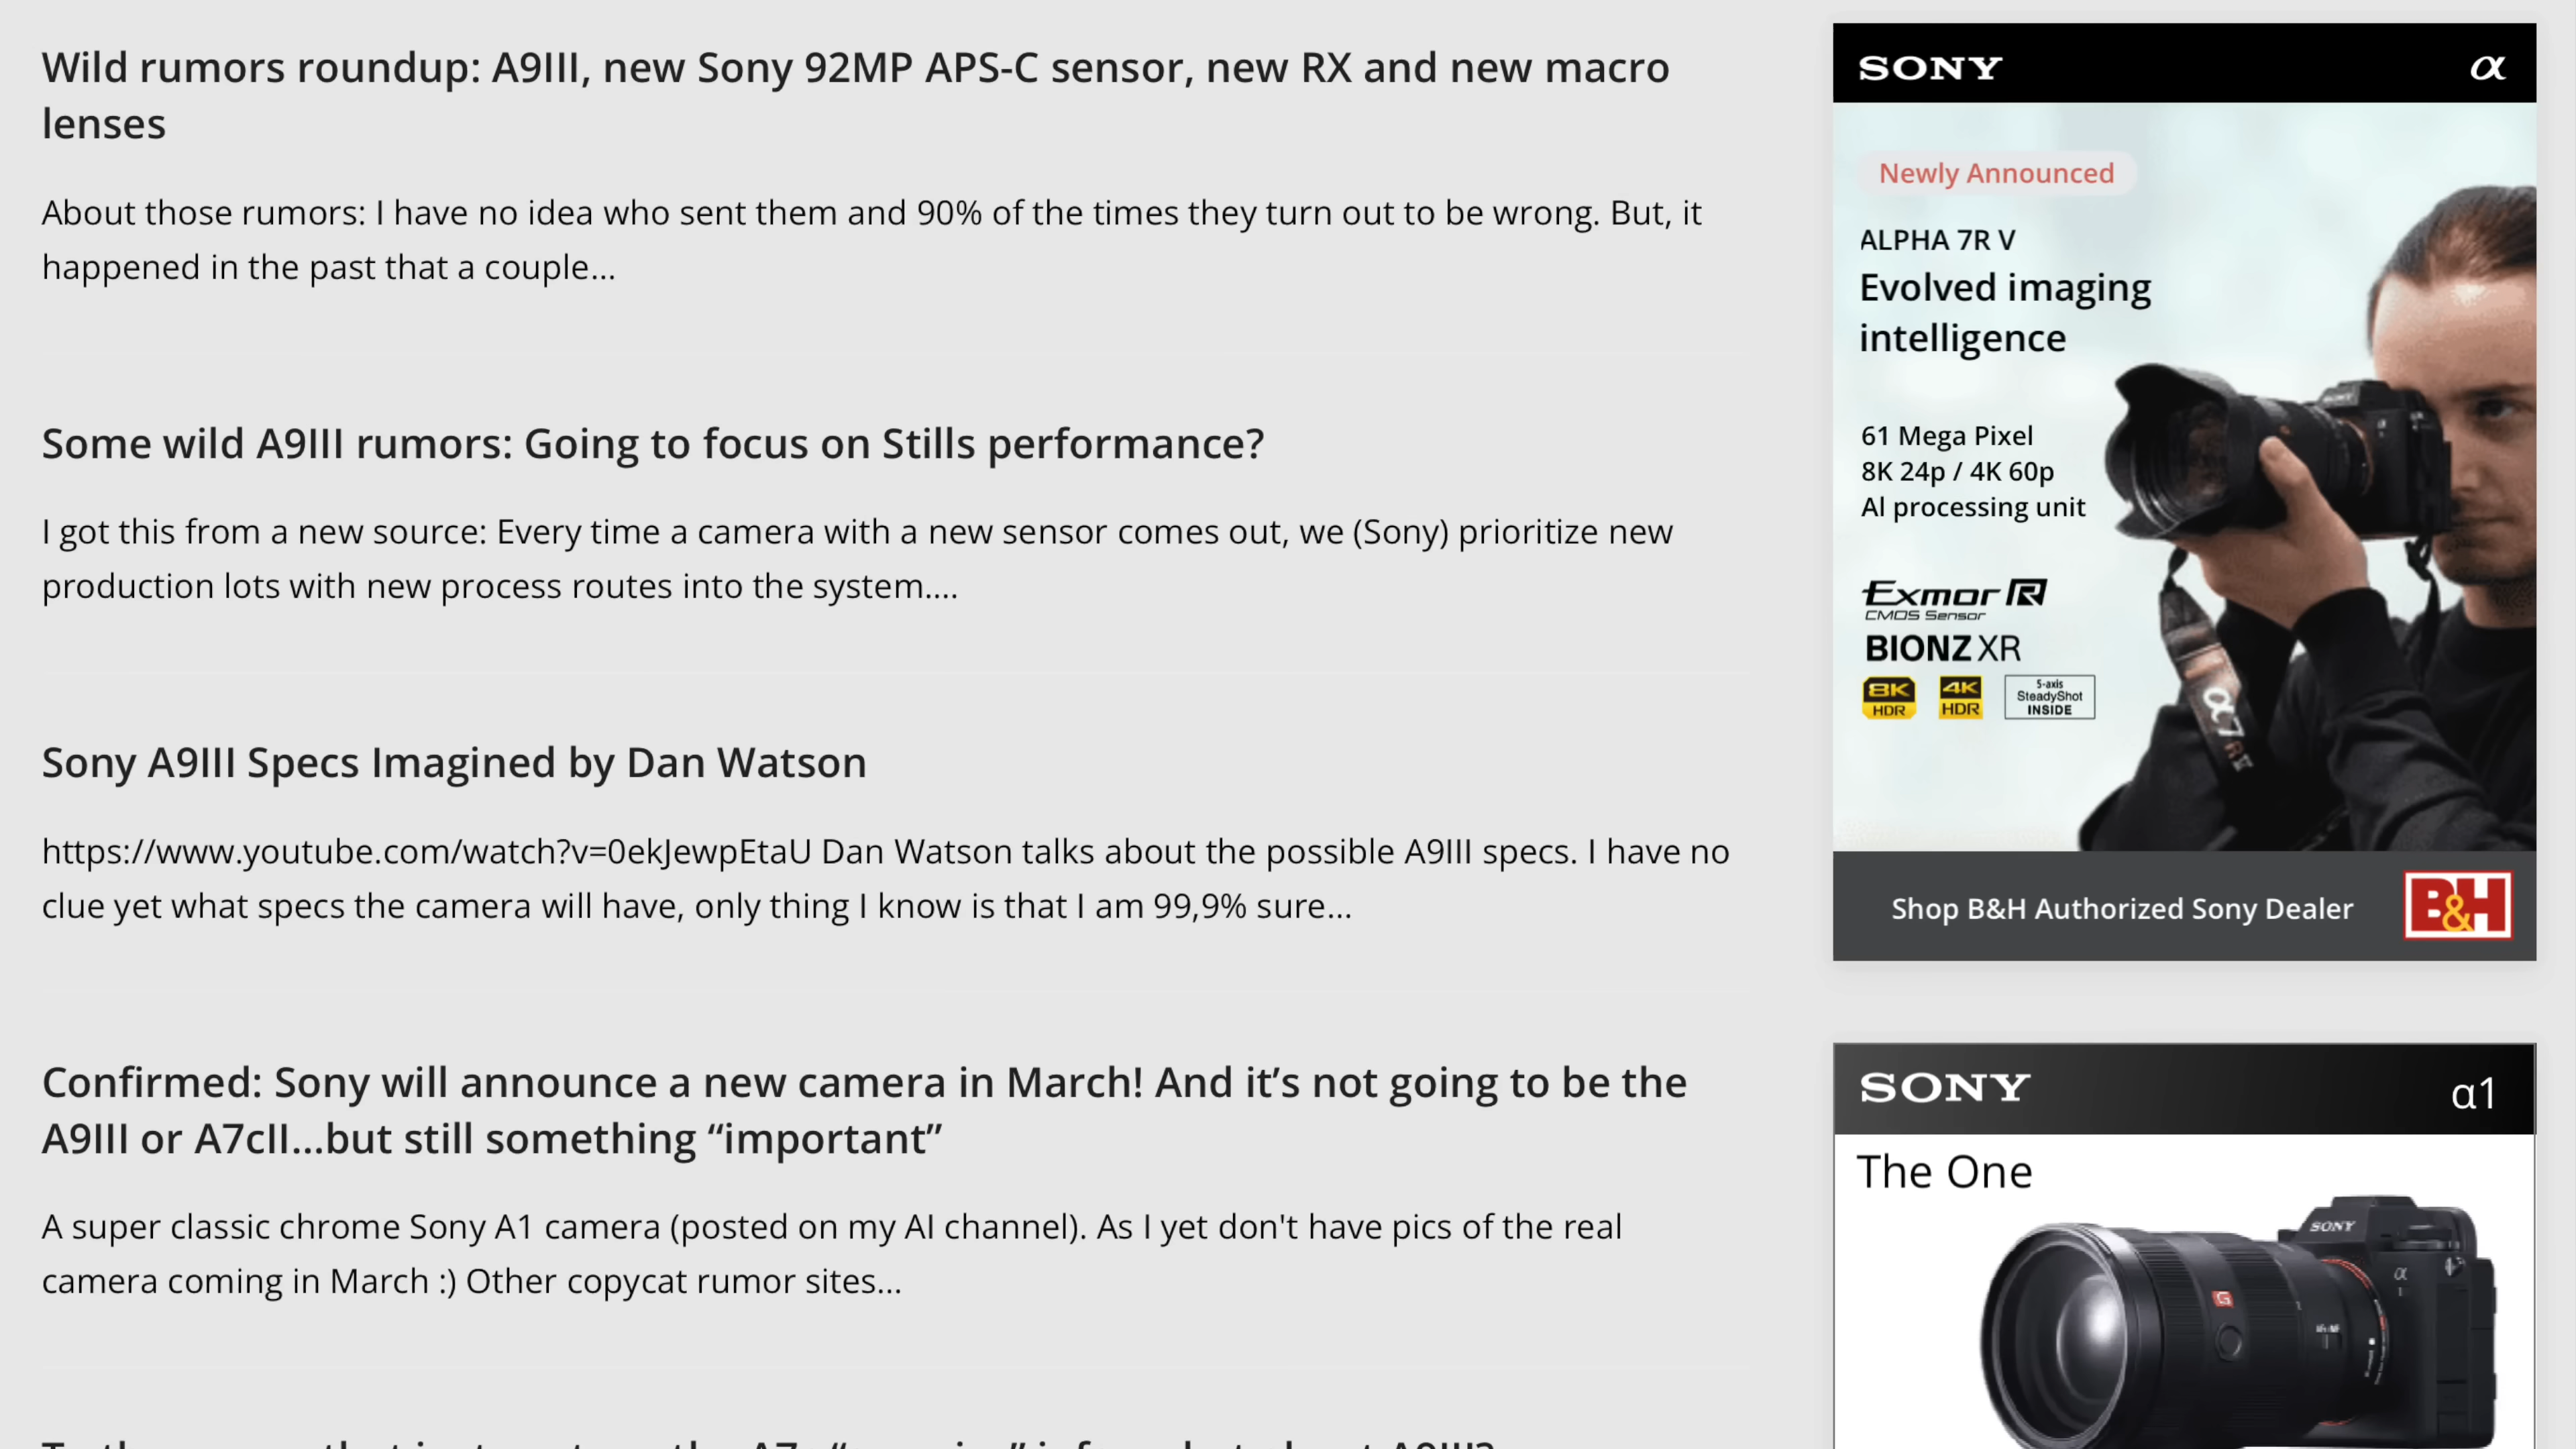 Wild rumors roundup: A9III, new Sony 92MP APS-C sensor, new RX and new macro
lenses
About those rumors: I have no idea who sent them and 90% of the times they turn out to be wrong. But, it
happened in the past that a couple...
Some wild A9III rumors: Going to focus on Stills performance?
I got this from a new source: Every time a camera with a new sensor comes out, we (Sony) prioritize new
production lots with new process routes into the system....
Sony A9III Specs Imagined by Dan Watson
https://www.youtube.com/watch?v=0ekJewpEtaU Dan Watson talks about the possible A9III specs. I have no
clue yet what specs the camera will have, only thing I know is that I am 99,9% sure...
Confirmed: Sony will announce a new camera in March! And it’s not going to be the
A9III or A7cII...but still something “important”
A super classic chrome Sony A1 camera (posted on my AI channel). As I yet don't have pics of the real
camera coming in March :) Other copycat rumor sites...
SONY α
Newly Announced
ALPHA 7R V
Evolved imaging
intelligence
61 Mega Pixel
8K 24p / 4K 60p
Al processing unit
Exmor R
CMOS Sensor
BIONZ XR
8K HDR
4K HDR
5-axis
SteadyShot
INSIDE
SONY
α7R
Shop B&H Authorized Sony Dealer
B&H
SONY α1
The One
SONY
α
1
G